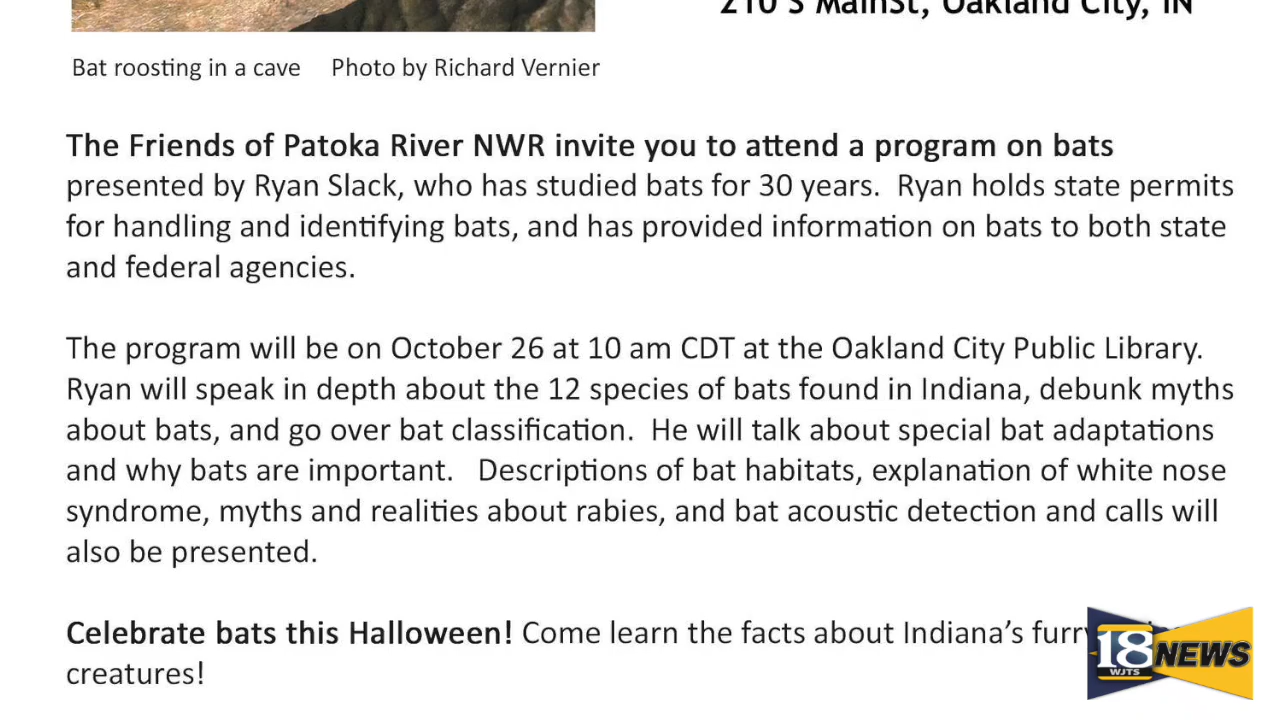 210 S MainSt, Oakland City, IN
Bat roosting in a cave Photo by Richard Vernier
The Friends of Patoka River NWR invite you to attend a program on bats
presented by Ryan Slack, who has studied bats for 30 years. Ryan holds state permits
for handling and identifying bats, and has provided information on bats to both state
and federal agencies.
The program will be on October 26 at 10 am CDT at the Oakland City Public Library.
Ryan will speak in depth about the 12 species of bats found in Indiana, debunk myths
about bats, and go over bat classification. He will talk about special bat adaptations
and why bats are important. Descriptions of bat habitats, explanation of white nose
syndrome, myths and realities about rabies, and bat acoustic detection and calls will
also be presented.
Celebrate bats this Halloween! Come learn the facts about Indiana's furry
creatures!
18 NEWS
WJTS